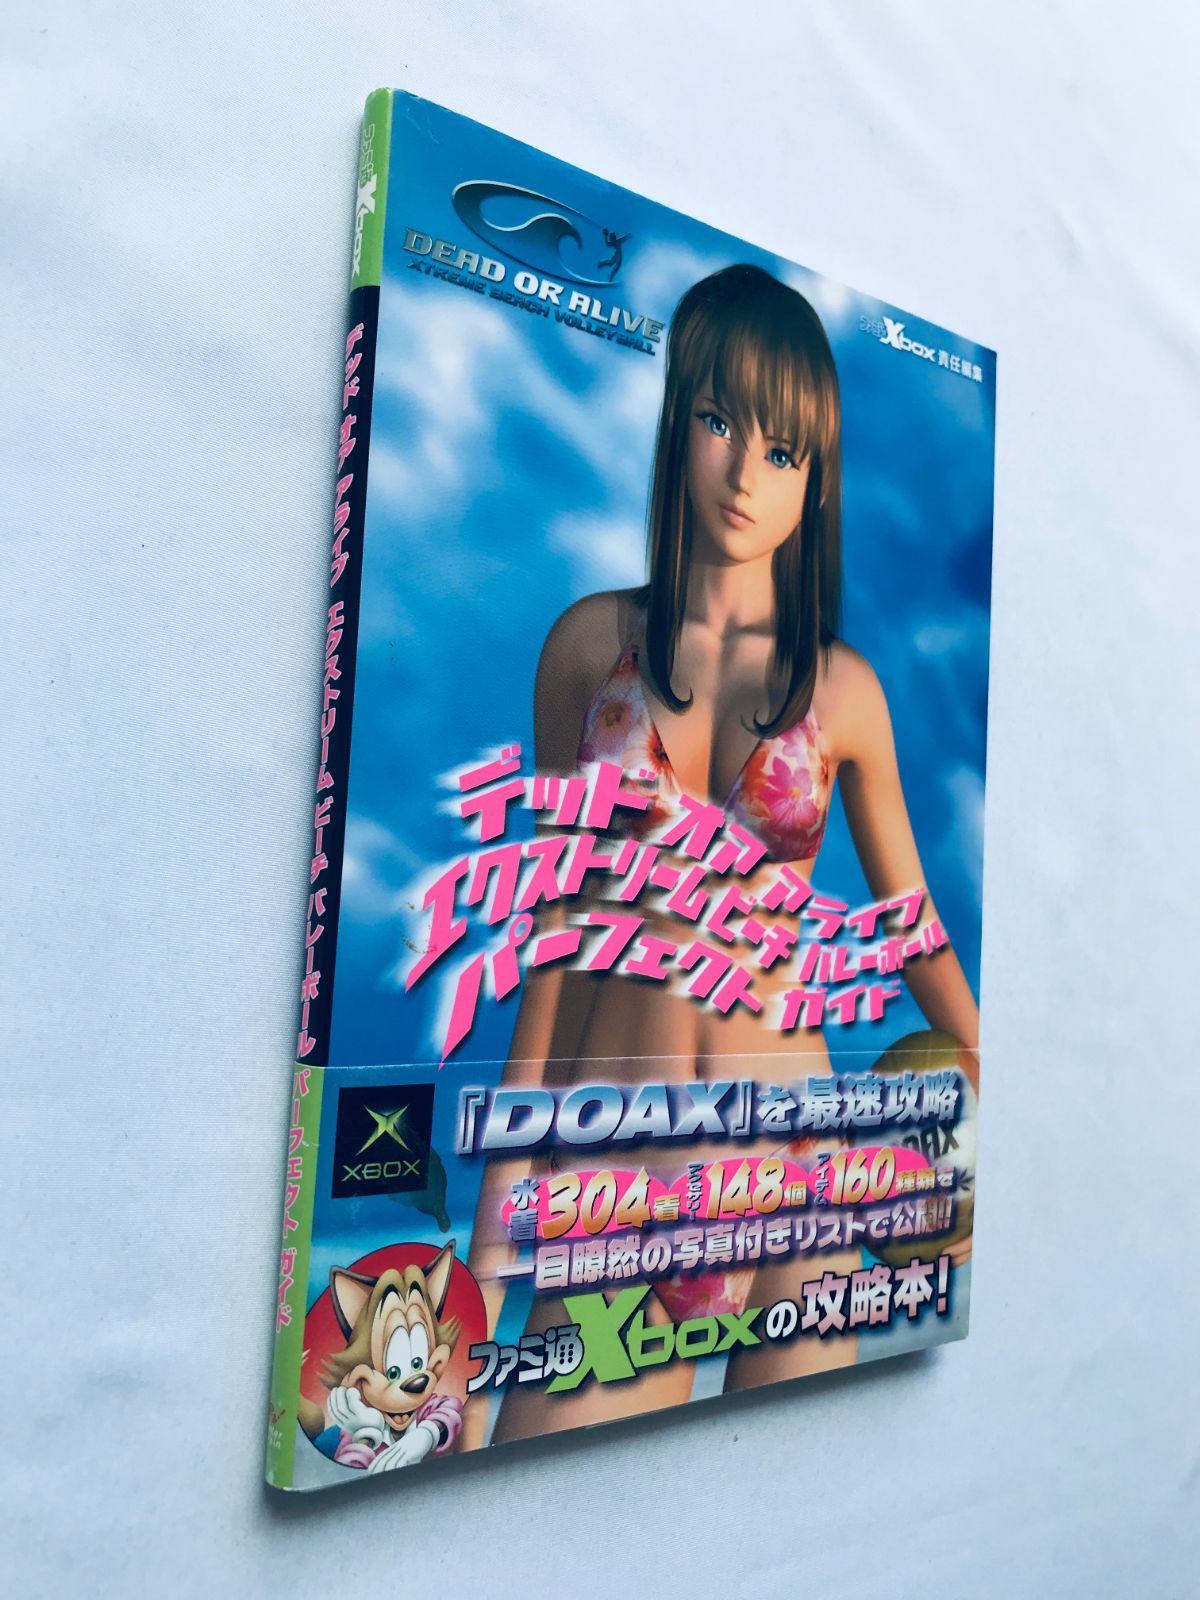 ファミ通Xbox
デッド オア アライブ エクストリーム ビーチ バレーボール パーフェクト ガイド
DEAD OR ALIVE
XTREME BEACH VOLLEYBALL
ファミ通Xbox 責任編集
デッド オア アライブ
エクストリーム ビーチ バレーボール
パーフェクト ガイド
XBOX
『DOAX』を最速攻略
水着304着 アクセサリー148個 アイテム160種類を
一目瞭然の写真付きリストで公開!!
ファミ通Xboxの攻略本!